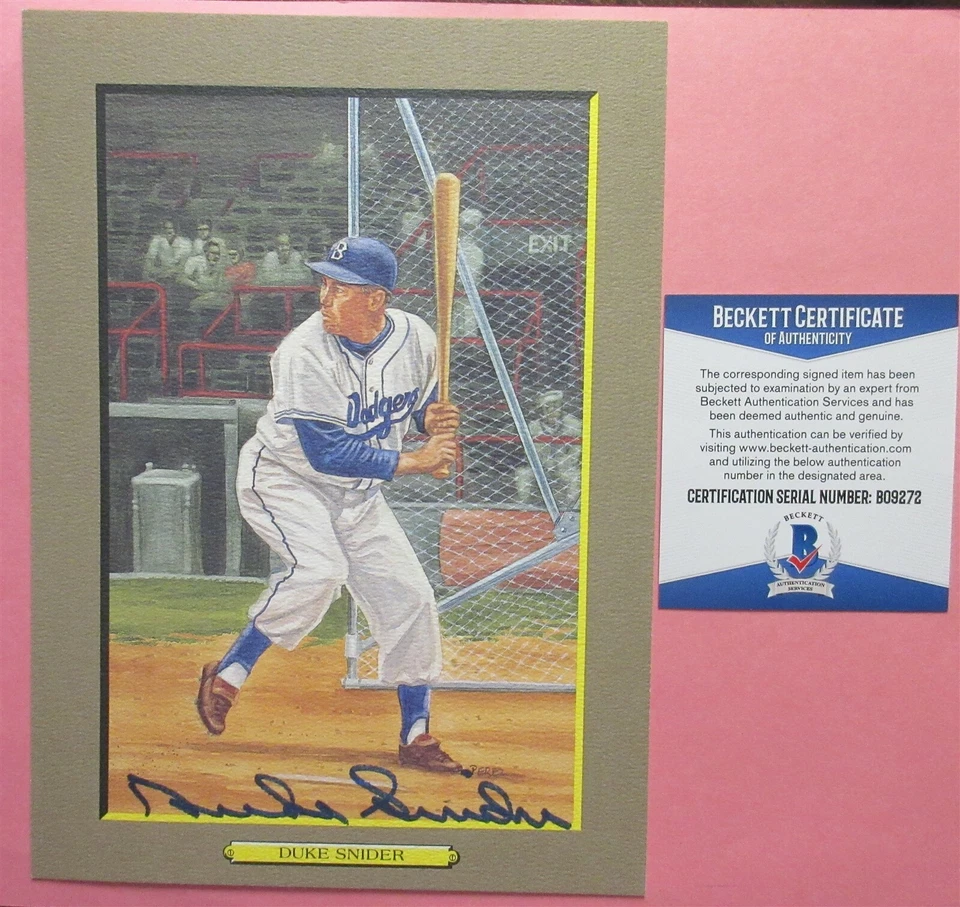 EXIT
B
Dodgers
PEREZ
Duke Snider
DUKE SNIDER
BECKETT CERTIFICATE
OF AUTHENTICITY
The corresponding signed item has been
subjected to examination by an expert from
Beckett Authentication Services and has
been deemed authentic and genuine.
This authentication can be verified by
visiting www.beckett-authentication.com
and utilizing the below authentication
number in the designated area.
CERTIFICATION SERIAL NUMBER: B09272
BECKETT
B
AUTHENTICATION
SERVICES